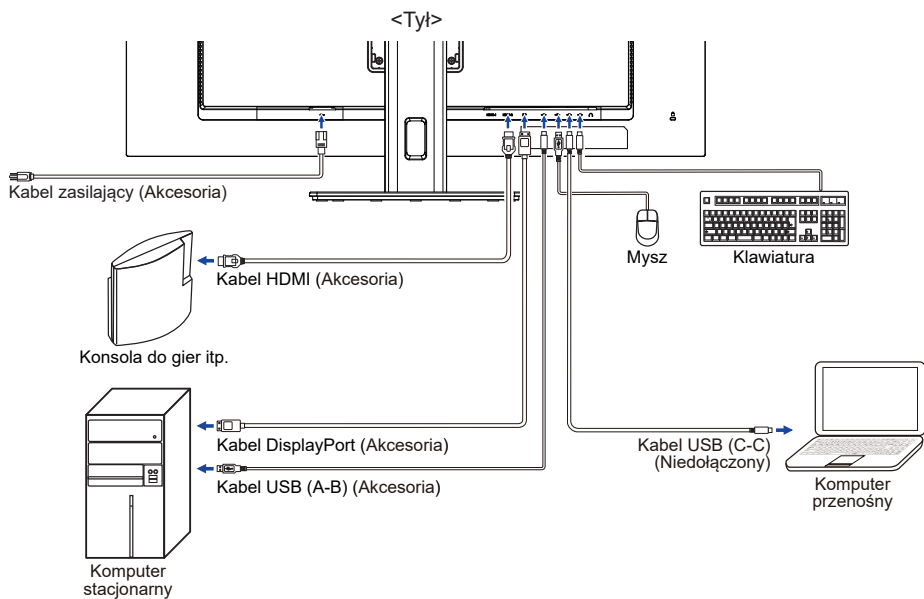 <Tył>
Kabel zasilający (Akcesoria)
Mysz
Klawiatura
Kabel HDMI (Akcesoria)
Konsola do gier itp.
Kabel DisplayPort (Akcesoria)
Kabel USB (A-B) (Akcesoria)
Kabel USB (C-C)
(Niedołączony)
Komputer
przenośny
Komputer
stacjonarny